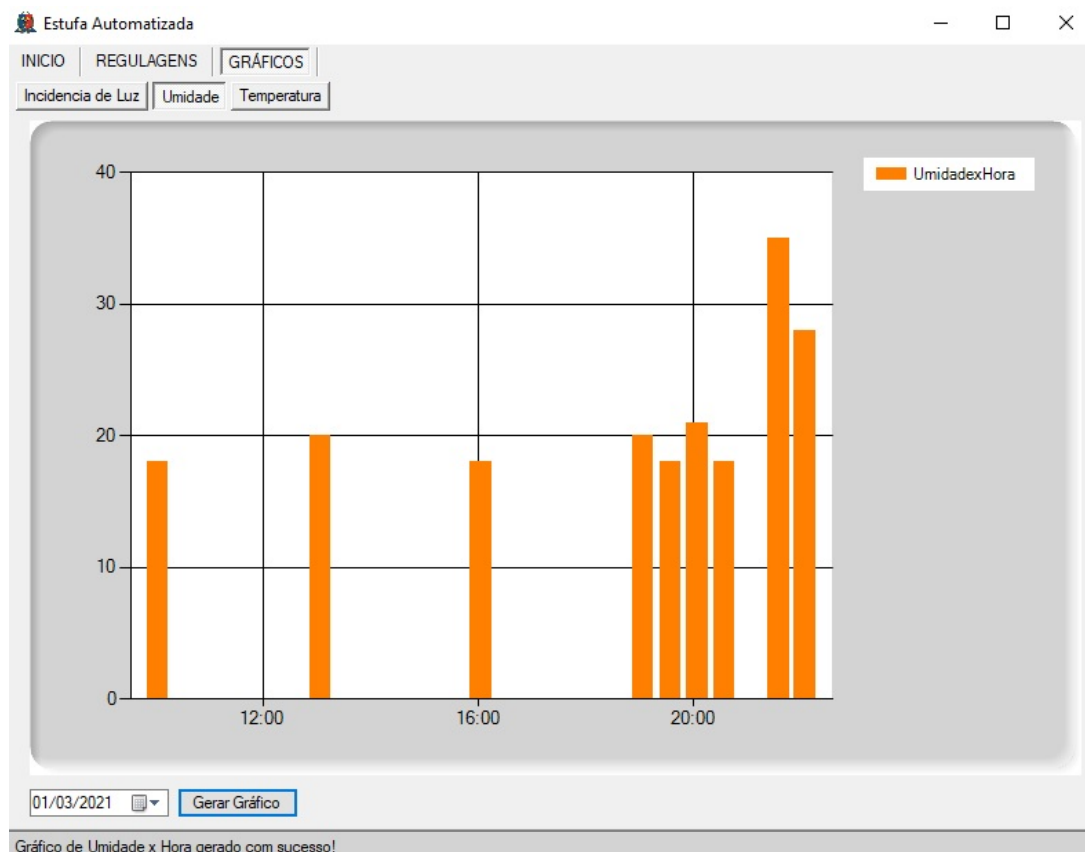 Estufa Automatizada
INICIO REGULAGENS GRÁFICOS
Incidencia de Luz Umidade Temperatura
UmidadexHora
40
30
20
10
0
12:00 16:00 20:00
01/03/2021 Gerar Gráfico
Gráfico de Umidade x Hora gerado com sucesso!